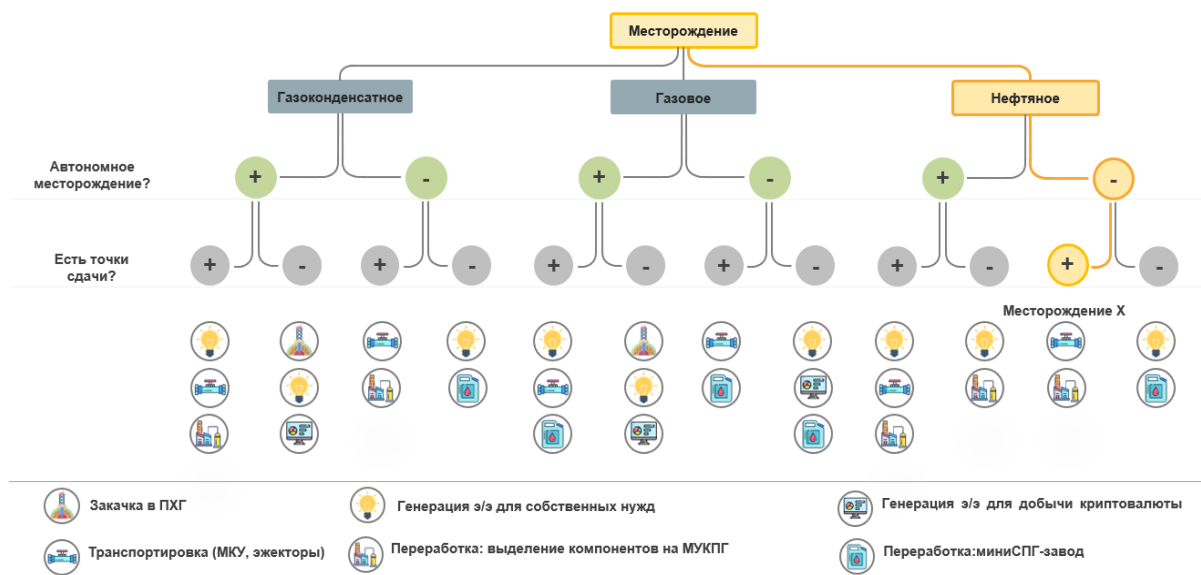 Месторождение
Газоконденсатное
Газовое
Нефтяное
Автономное
месторождение?
+
-
+
-
+
-
Есть точки
сдачи?
+
-
+
-
+
-
+
-
+
-
+
-
Месторождение X
Закачка в ПХГ
Генерация э/э для собственных нужд
Генерация э/э для добычи криптовалюты
Транспортировка (МКУ, эжекторы)
Переработка: выделение компонентов на МУКПГ
Переработка:миниСПГ-завод